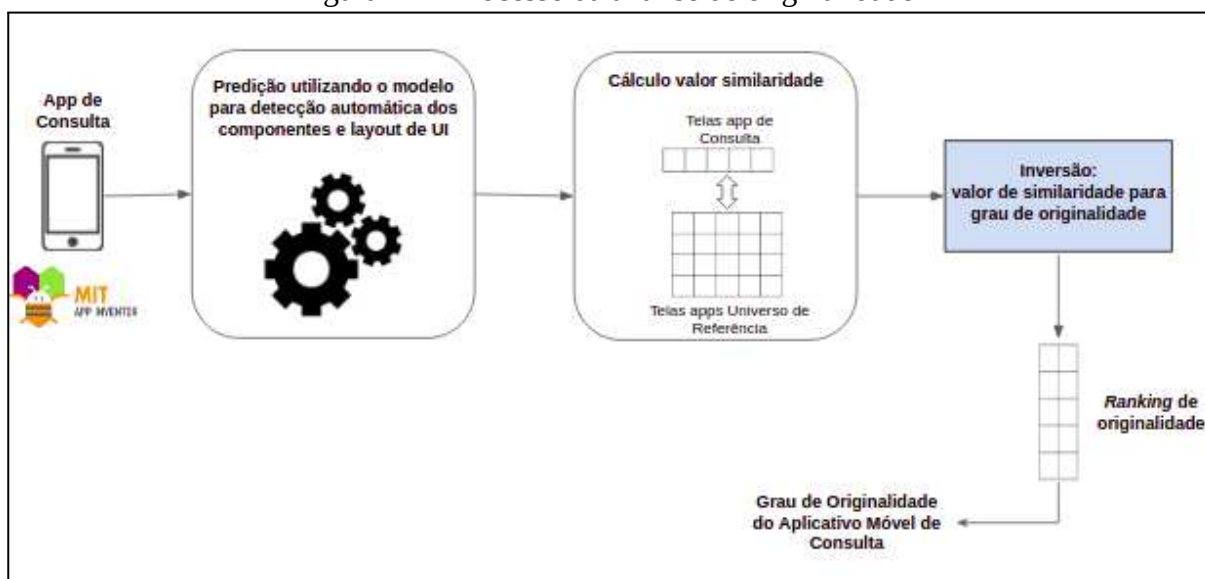 App de
Consulta
MIT
APP INVENTOR
Predição utilizando o modelo
para detecção automática dos
componentes e layout de UI
Cálculo valor similaridade
Telas app de
Consulta
Telas apps Universo de
Referência
Inversão:
valor de similaridade para
grau de originalidade
Ranking de
originalidade
Grau de Originalidade
do Aplicativo Móvel de
Consulta